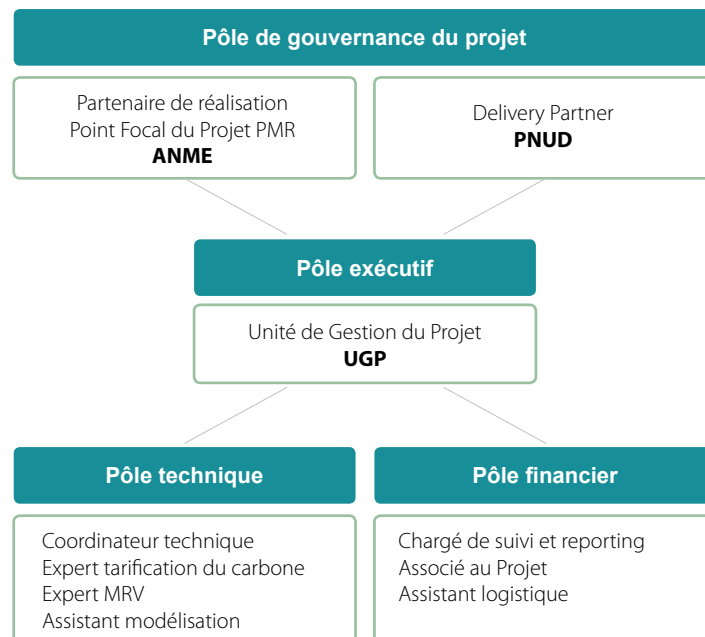 Pôle de gouvernance du projet
Partenaire de réalisation
Point Focal du Projet PMR
ANME
Delivery Partner
PNUD
Pôle exécutif
Unité de Gestion du Projet
UGP
Pôle technique
Coordinateur technique
Expert tarification du carbone
Expert MRV
Assistant modélisation
Pôle financier
Chargé de suivi et reporting
Associé au Projet
Assistant logistique